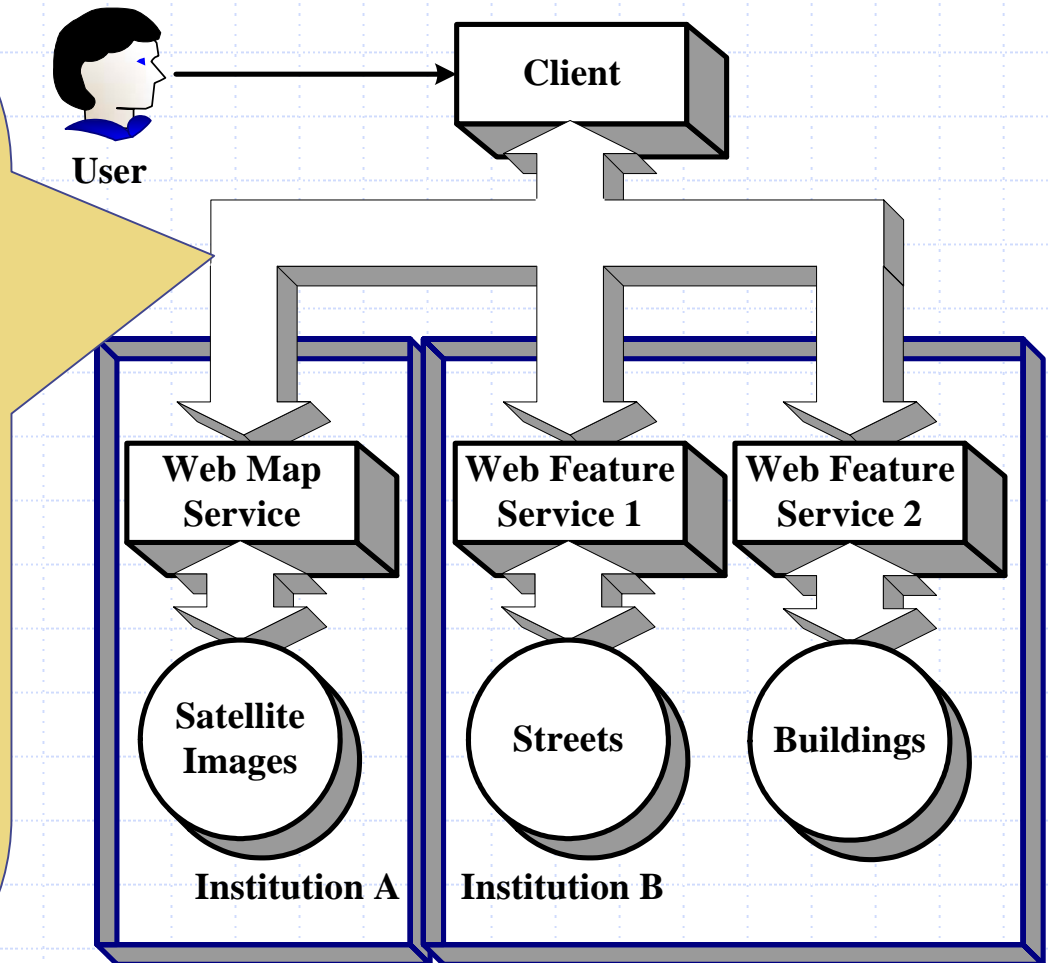 Client
User
Web Map
Service
Web Feature
Service 1
Web Feature
Service 2
Satellite
Images
Streets
Buildings
Institution A
Institution B